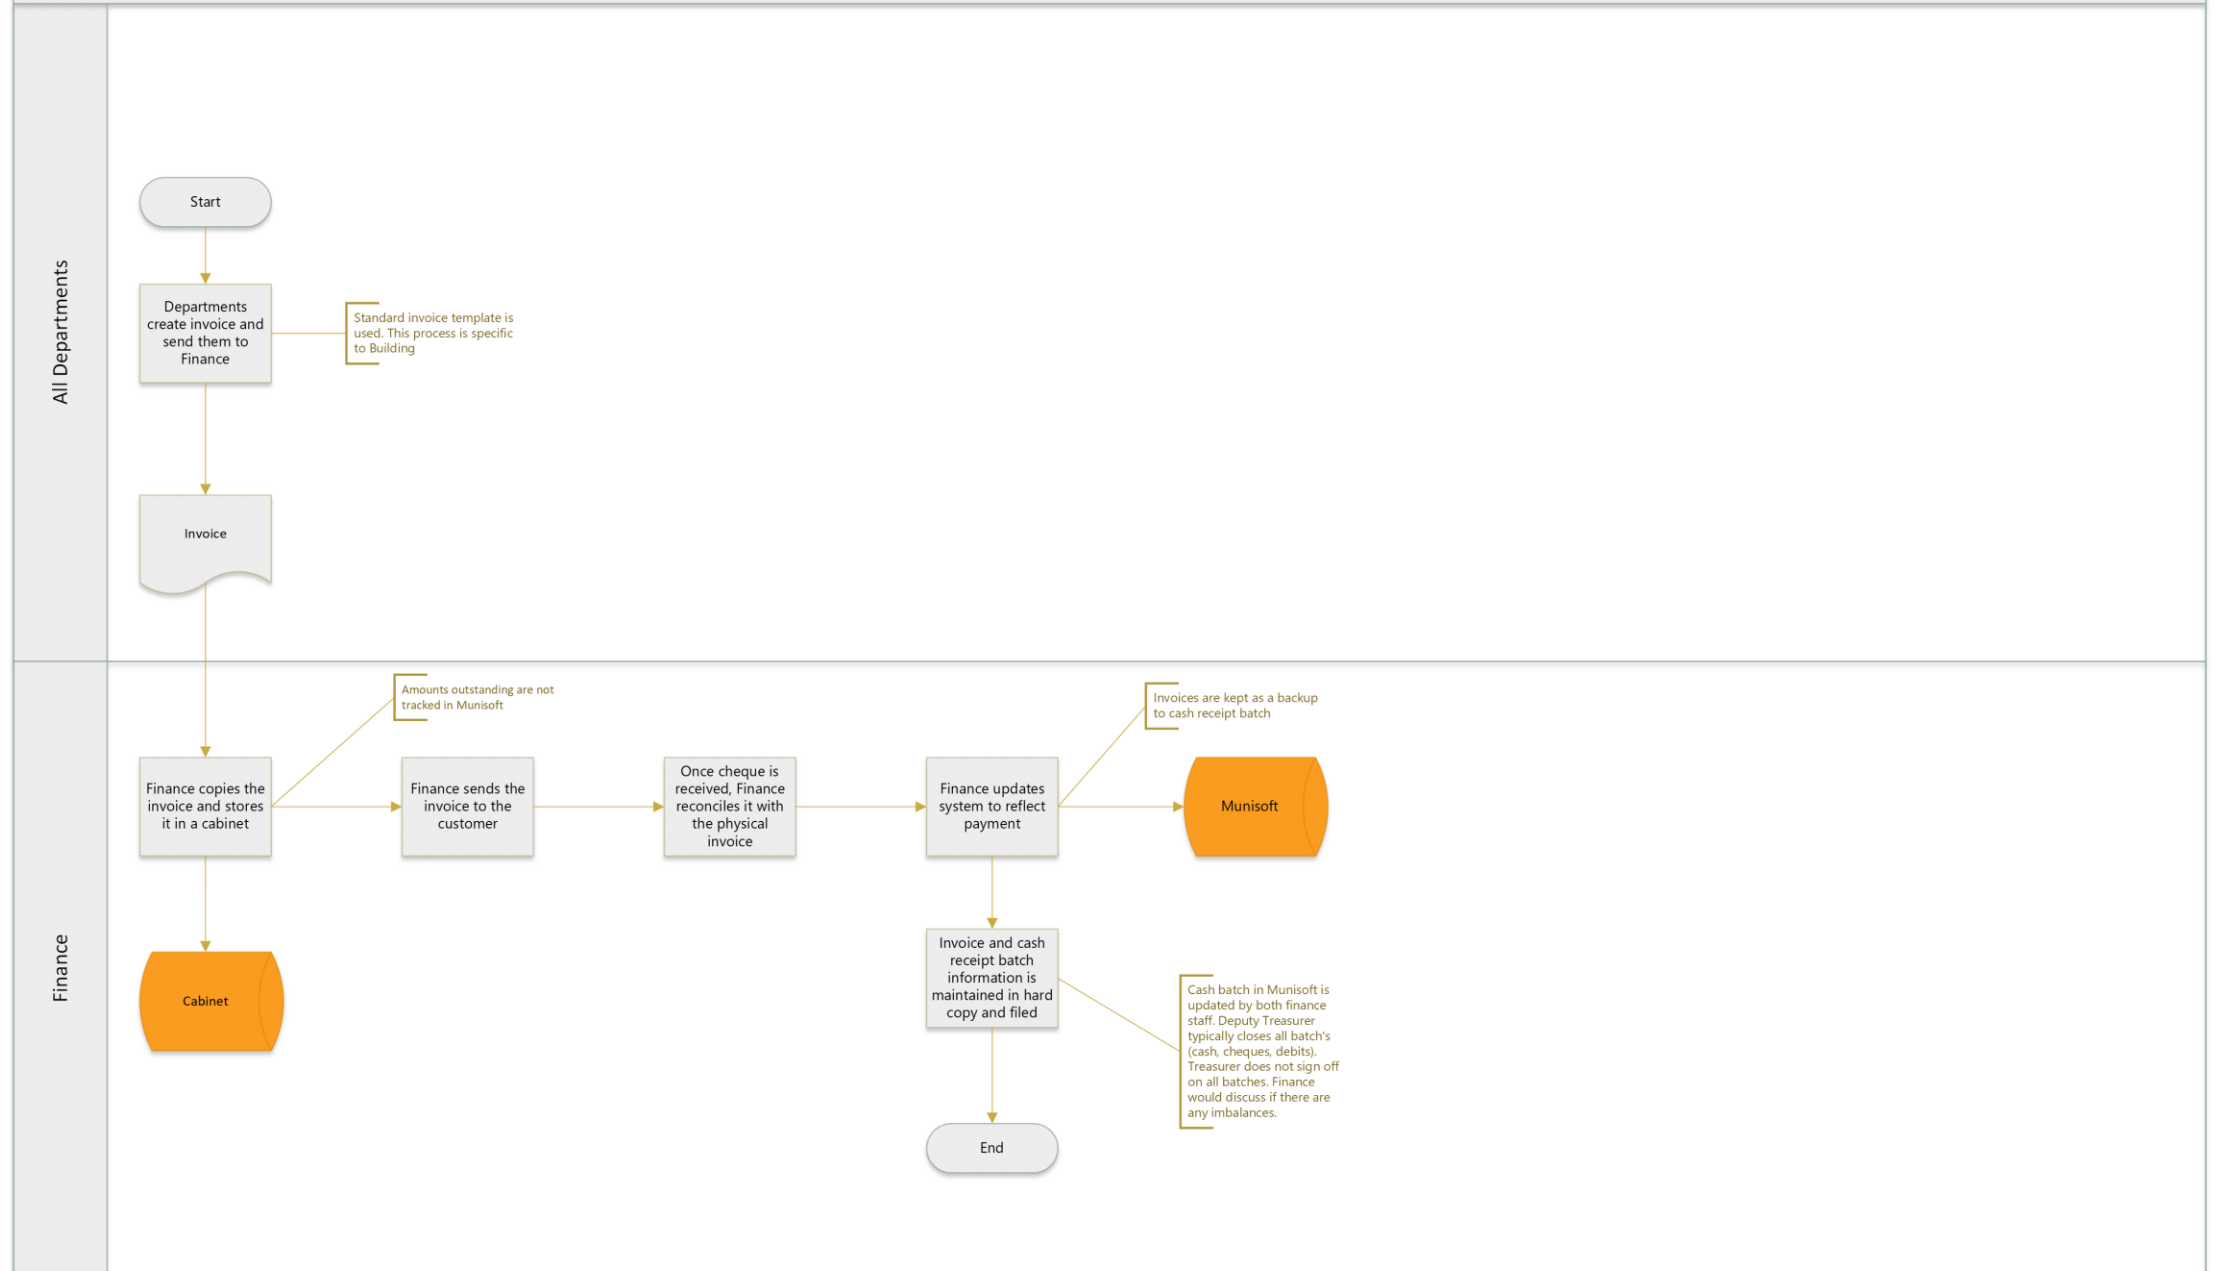 All Departments
Start
Departments
create invoice and
send them to
Finance
Standard invoice template is
used. This process is specific
to Building
Invoice
Finance
Amounts outstanding are not
tracked in Munisoft
Invoices are kept as a backup
to cash receipt batch
Finance copies the
invoice and stores
it in a cabinet
Finance sends the
invoice to the
customer
Once cheque is
received, Finance
reconciles it with
the physical
invoice
Finance updates
system to reflect
payment
Munisoft
Cabinet
Invoice and cash
receipt batch
information is
maintained in hard
copy and filed
Cash batch in Munisoft is
updated by both finance
staff. Deputy Treasurer
typically closes all batch's
(cash, cheques, debits).
Treasurer does not sign off
on all batches. Finance
would discuss if there are
any imbalances.
End